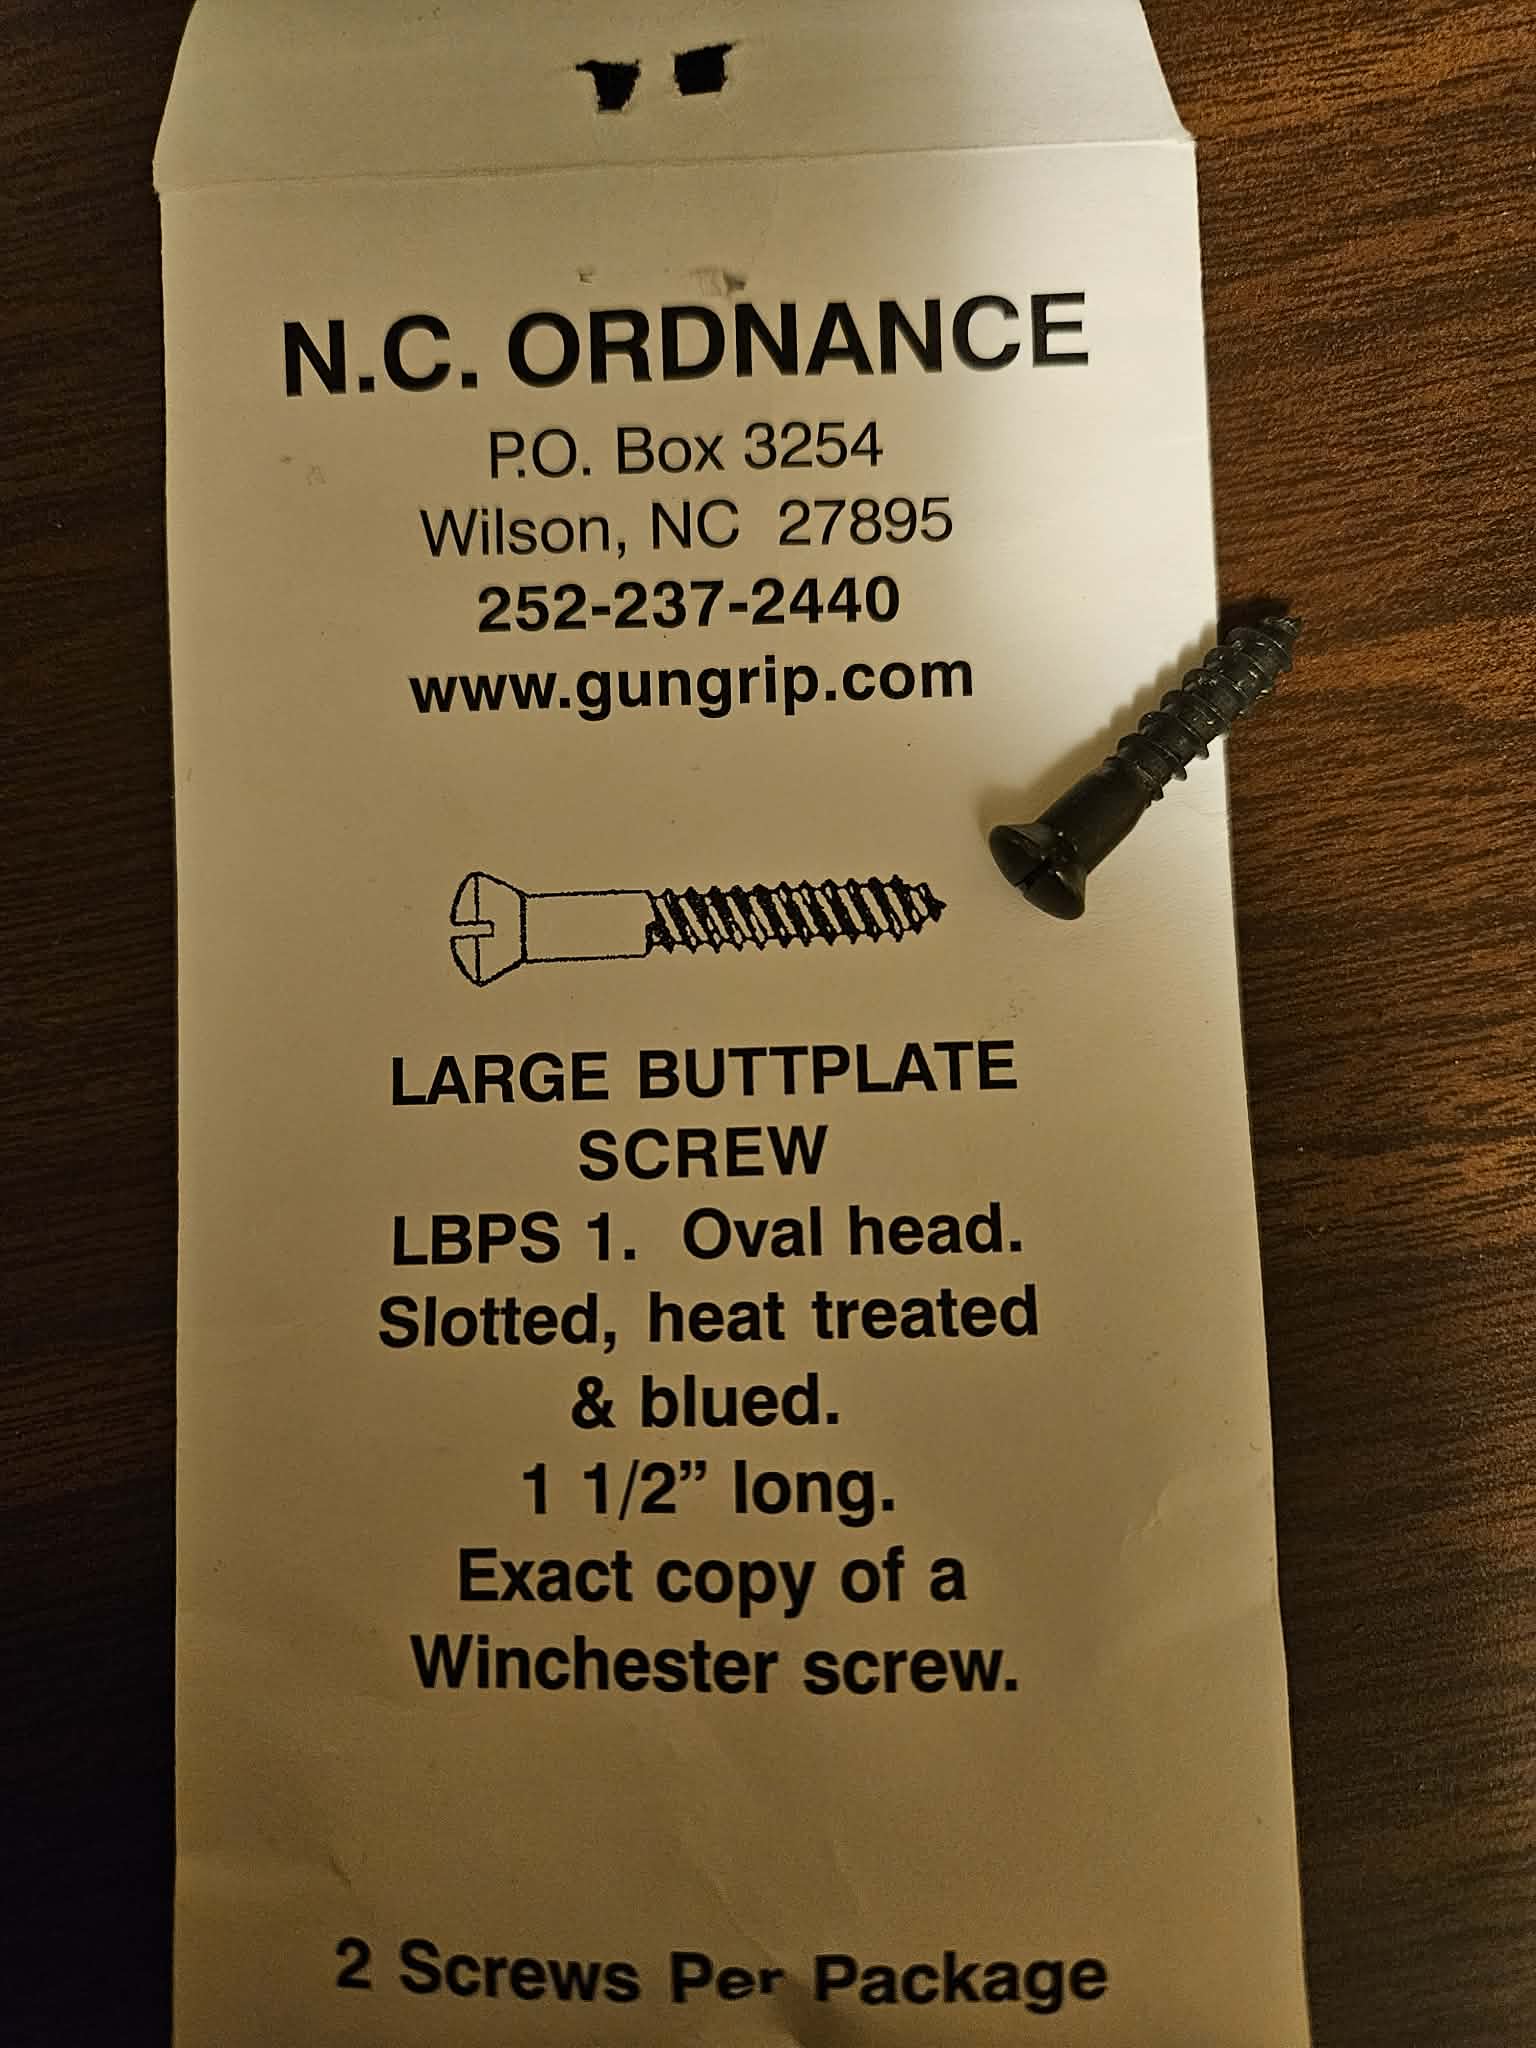 N.C. ORDNANCE
P.O. Box 3254
Wilson, NC 27895
252-237-2440
www.gungrip.com
LARGE BUTTPLATE
SCREW
LBPS 1. Oval head.
Slotted, heat treated
& blued.
1 1/2” long.
Exact copy of a
Winchester screw.
2 Screws Per Package